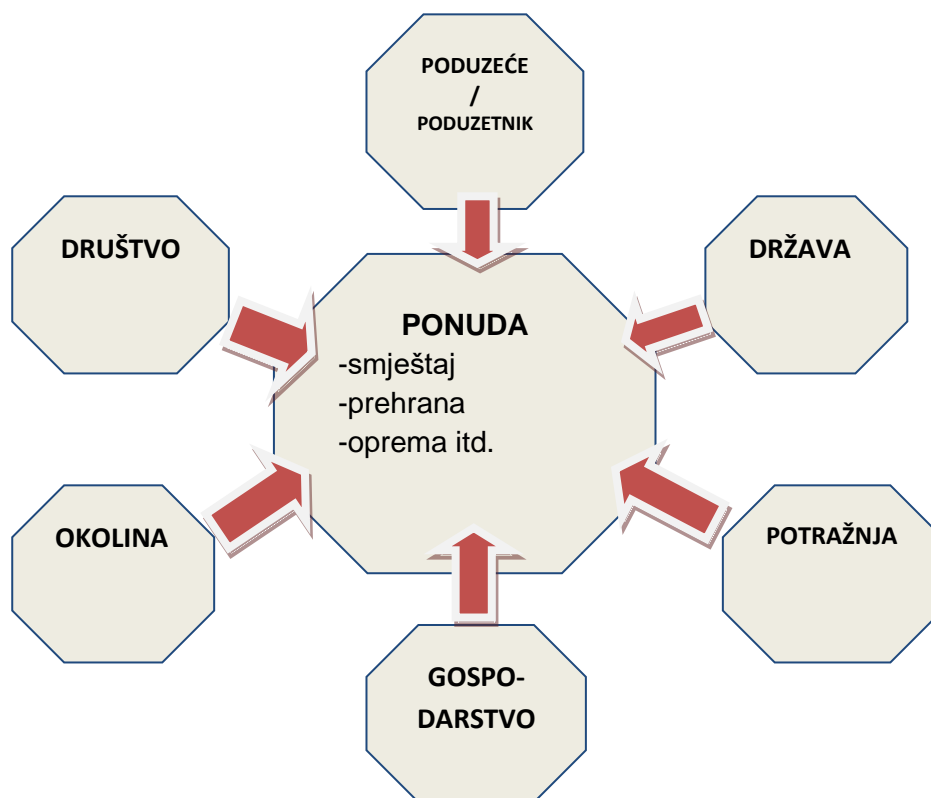 PODUZEĆE
/
PODUZETNIK
DRUŠTVO
DRŽAVA
PONUDA
-smještaj
-prehrana
-oprema itd.
OKOLINA
POTRAŽNJA
GOSPO-
DARSTVO